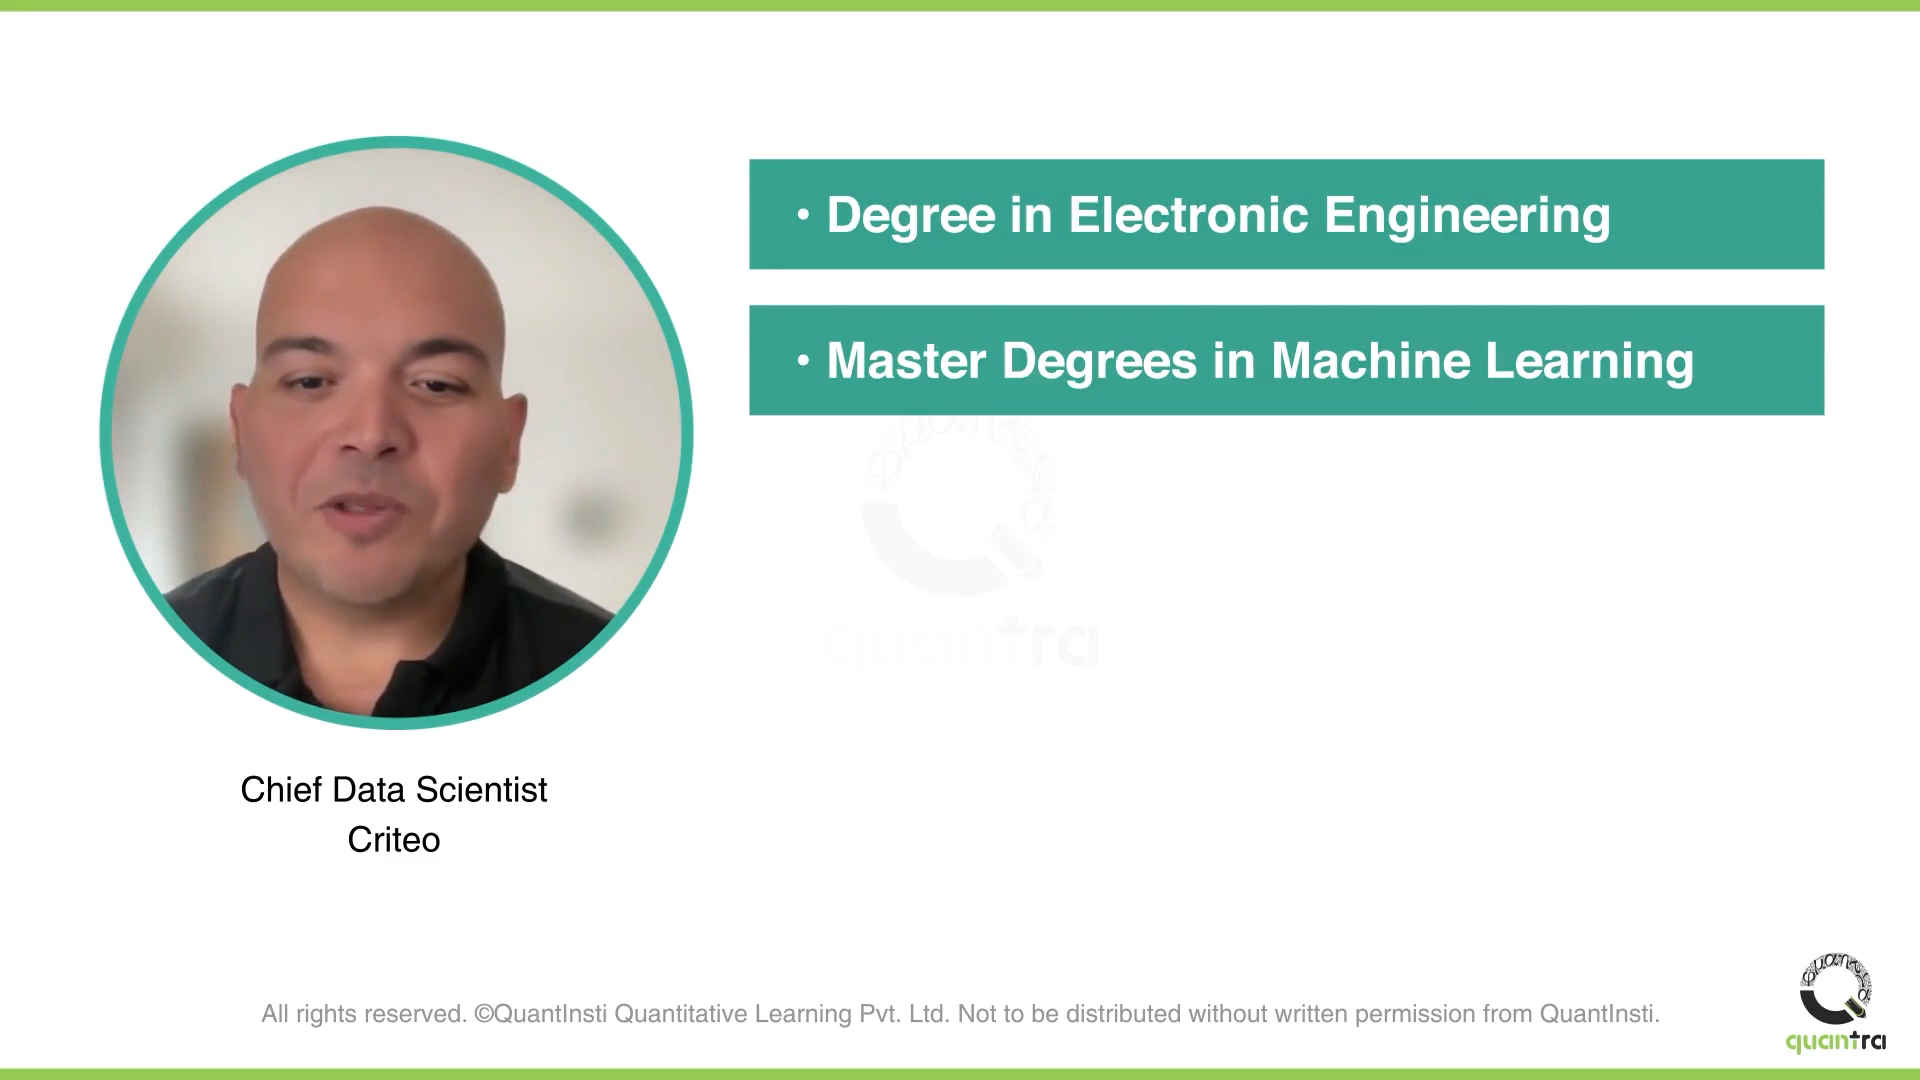 • Degree in Electronic Engineering
• Master Degrees in Machine Learning
quantra
Chief Data Scientist
Criteo
All rights reserved. ©QuantInsti Quantitative Learning Pvt. Ltd. Not to be distributed without written permission from QuantInsti.
quantra